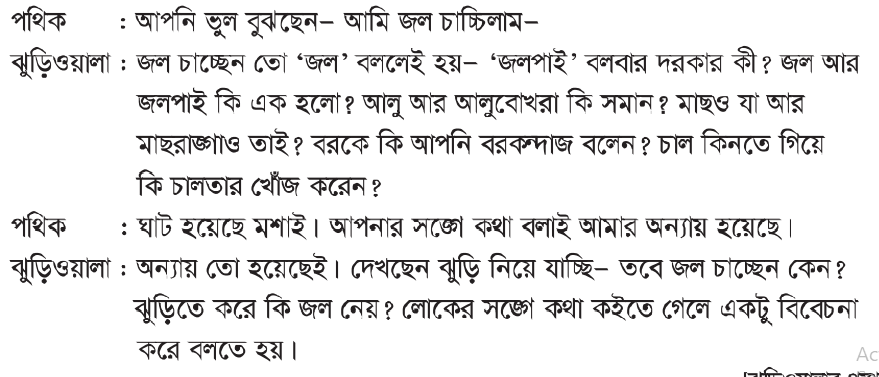 পথিক : আপনি ভুল বুঝছেন– আমি জল চাচ্চিলাম–
ঝুড়িওয়ালা : জল চাচ্ছেন তো ‘জল’ বললেই হয়– ‘জলপাই’ বলবার দরকার কী? জল আর
জলপাই কি এক হলো? আলু আর আলুবোখরা কি সমান? মাছও যা আর
মাছরাঙাও তাই? বরকে কি আপনি বরকন্দাজ বলেন? চাল কিনতে গিয়ে
কি চালতার খোঁজ করেন?
পথিক : ঘাট হয়েছে মশাই। আপনার সঙ্গে কথা বলাই আমার অন্যায় হয়েছে।
ঝুড়িওয়ালা : অন্যায় তো হয়েছেই। দেখছেন ঝুড়ি নিয়ে যাচ্ছি– তবে জল চাচ্ছেন কেন?
ঝুড়িতে করে কি জল নেয়? লোকের সঙ্গে কথা কইতে গেলে একটু বিবেচনা
করে বলতে হয়।
Ac